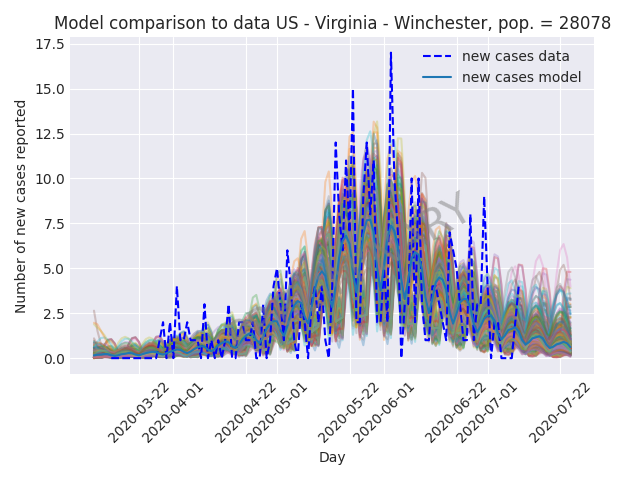 Model comparison to data US - Virginia - Winchester, pop. = 28078
new cases data
new cases model
Number of new cases reported
17.5
15.0
12.5
10.0
7.5
5.0
2.5
0.0
BY
2020-03-22
2020-04-01
2020-04-22
2020-05-01
2020-05-22
2020-06-01
2020-06-22
2020-07-01
2020-07-22
Day